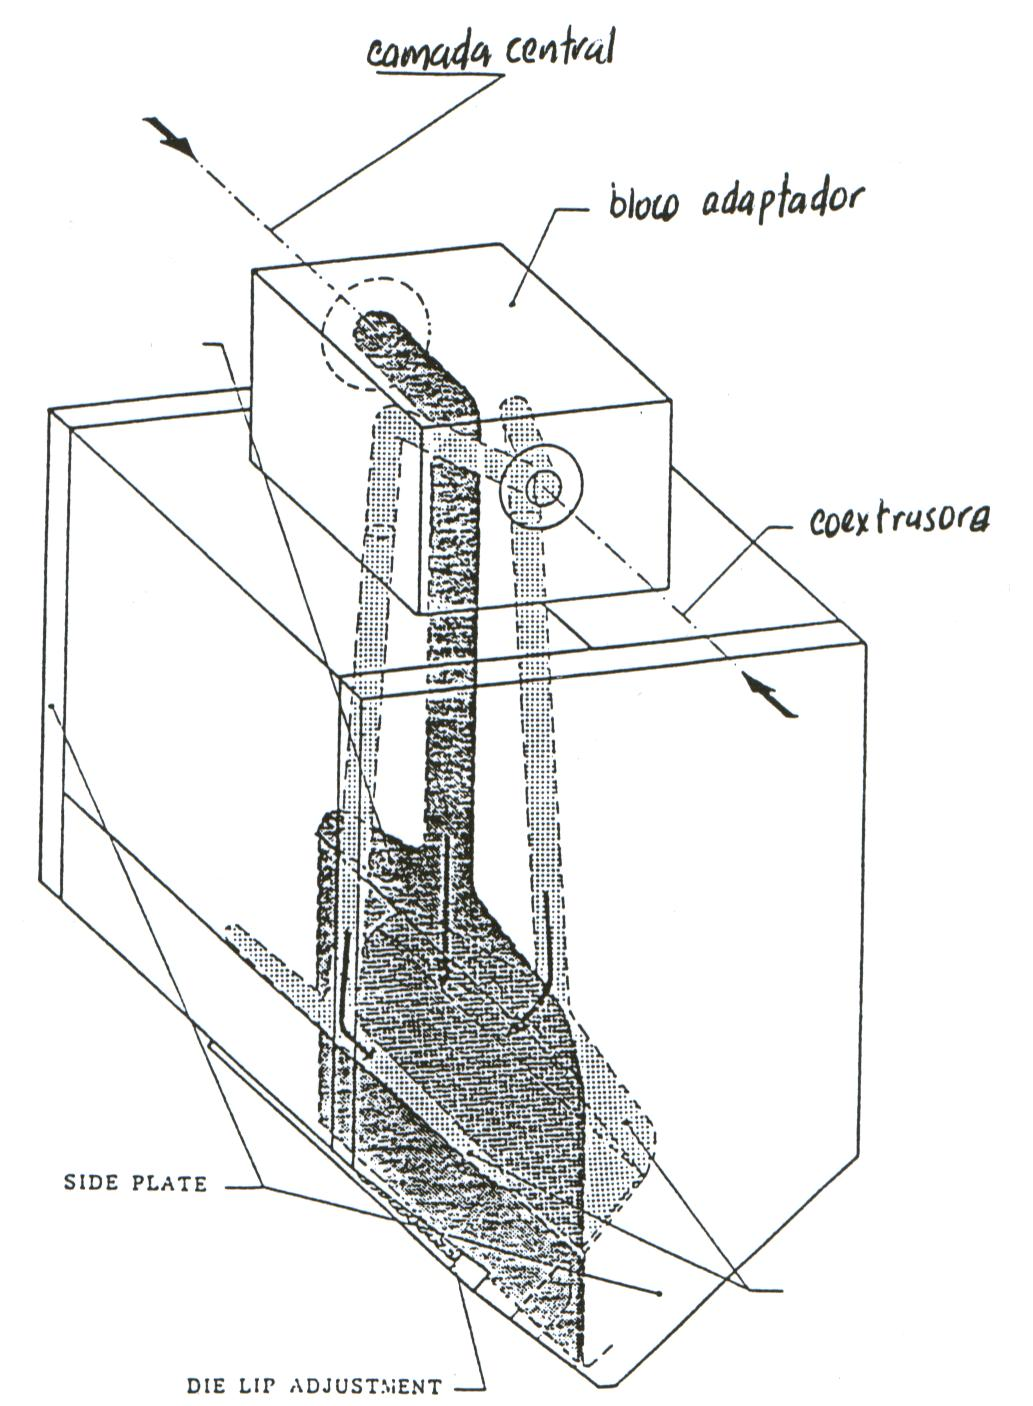 camada central
bloco adaptador
coextrusora
SIDE PLATE
DIE LIP ADJUSTMENT